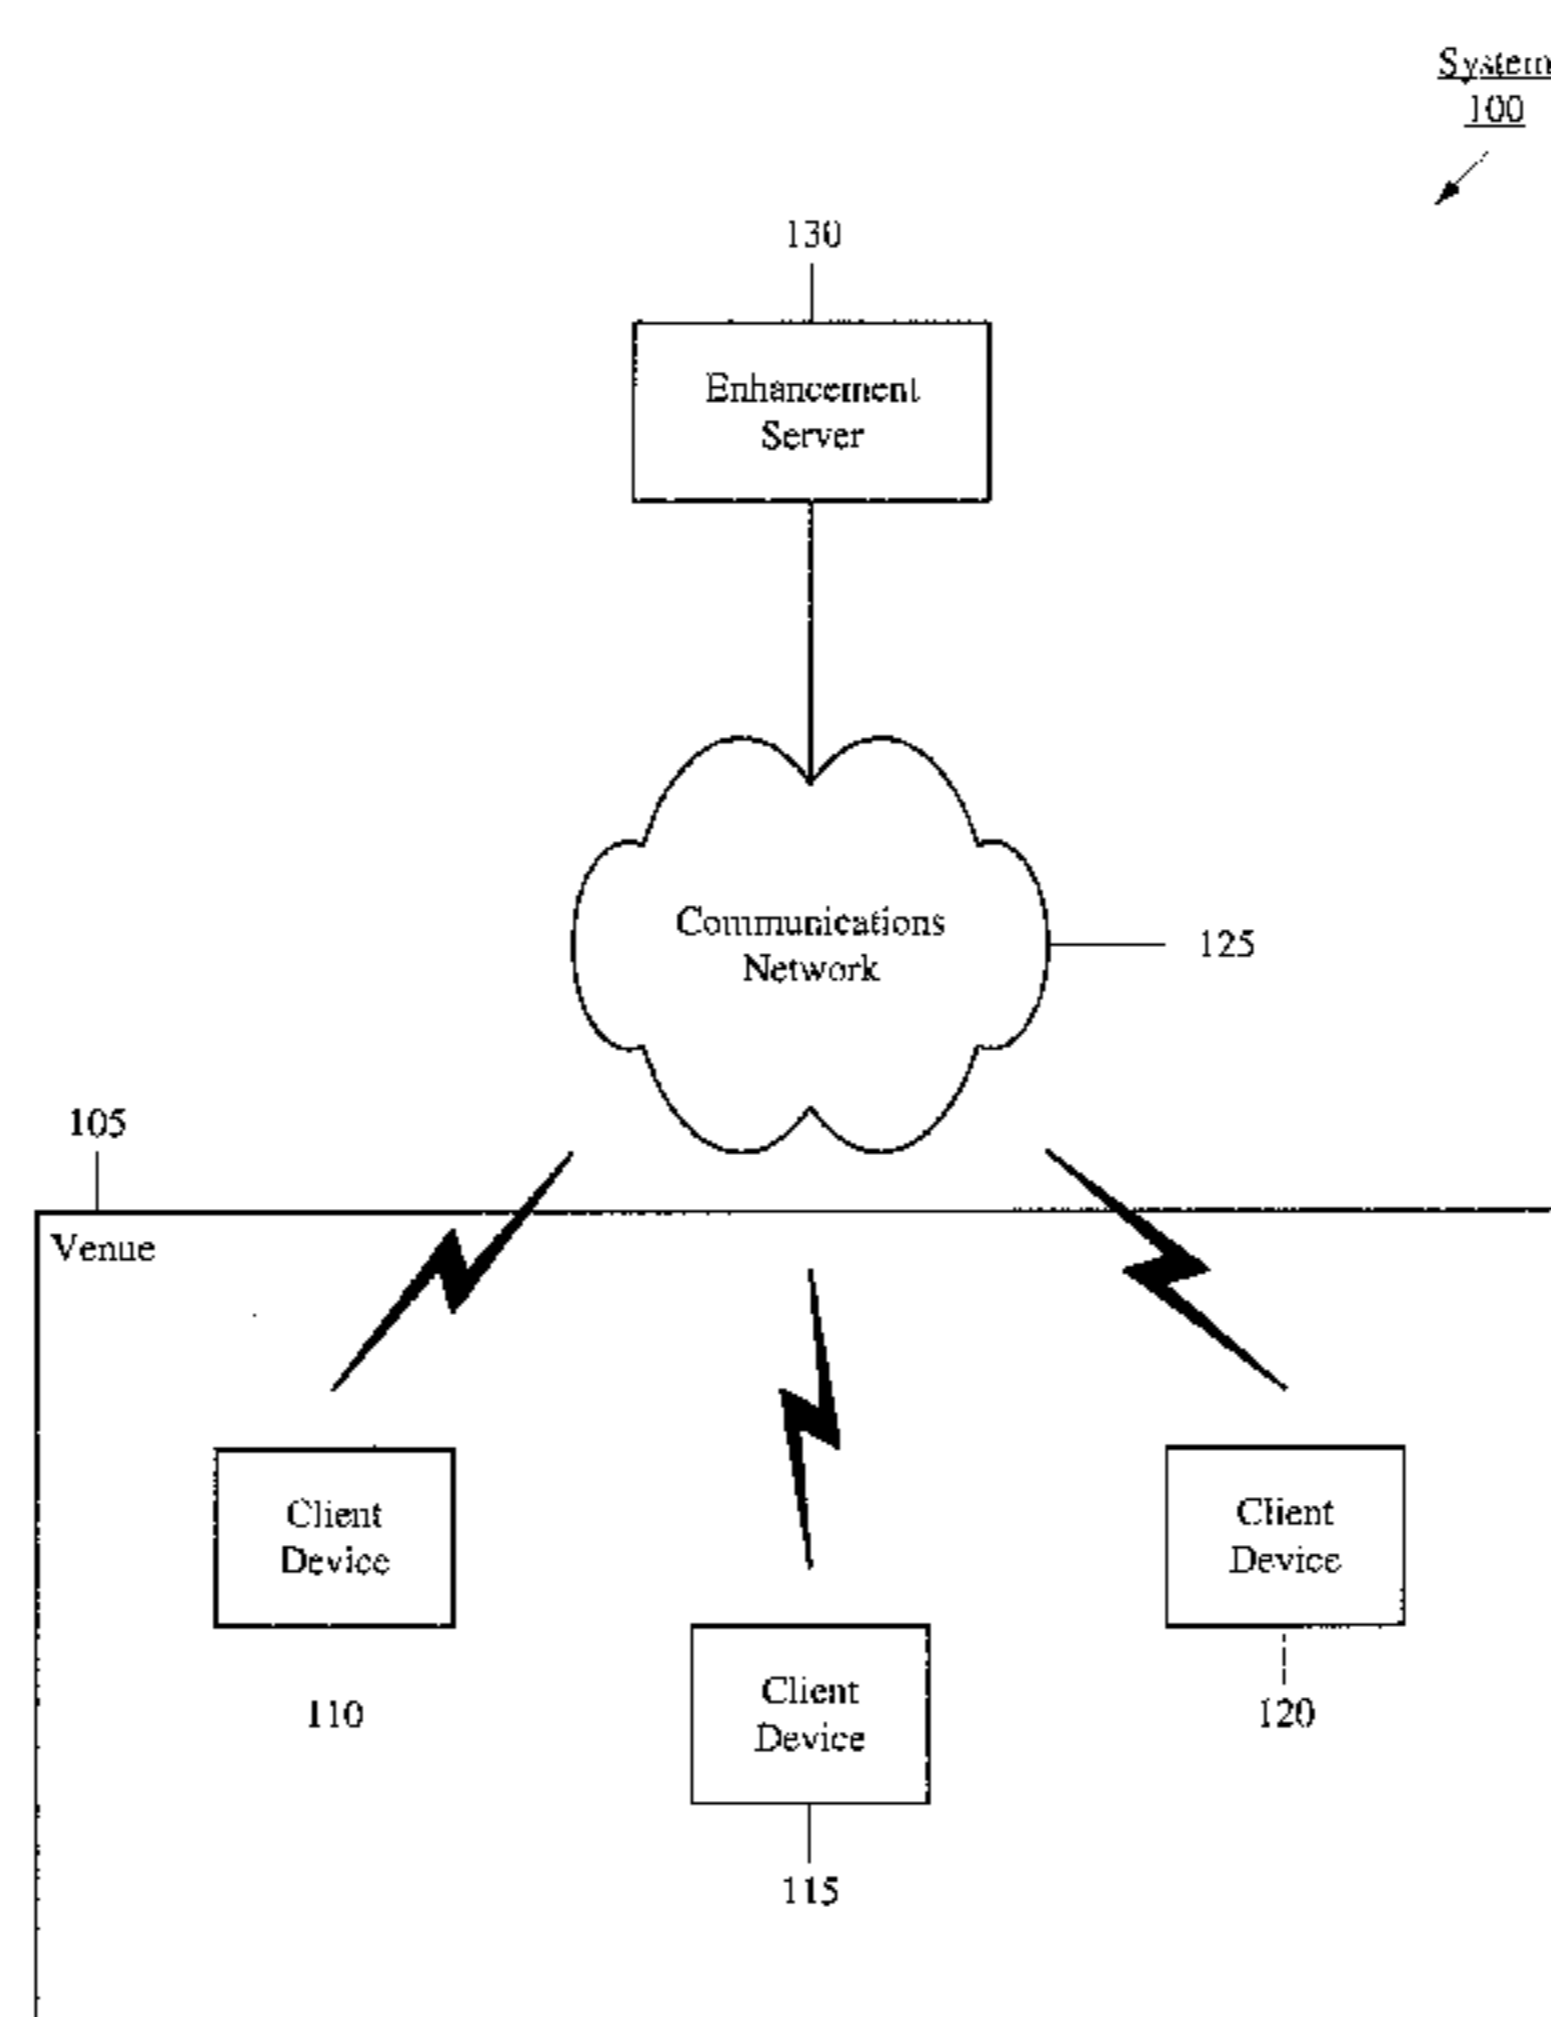 System
100
130
Enhancement
Server
Communications
Network
125
105
Venue
Client
Device
Client
Device
110
Client
Device
120
115